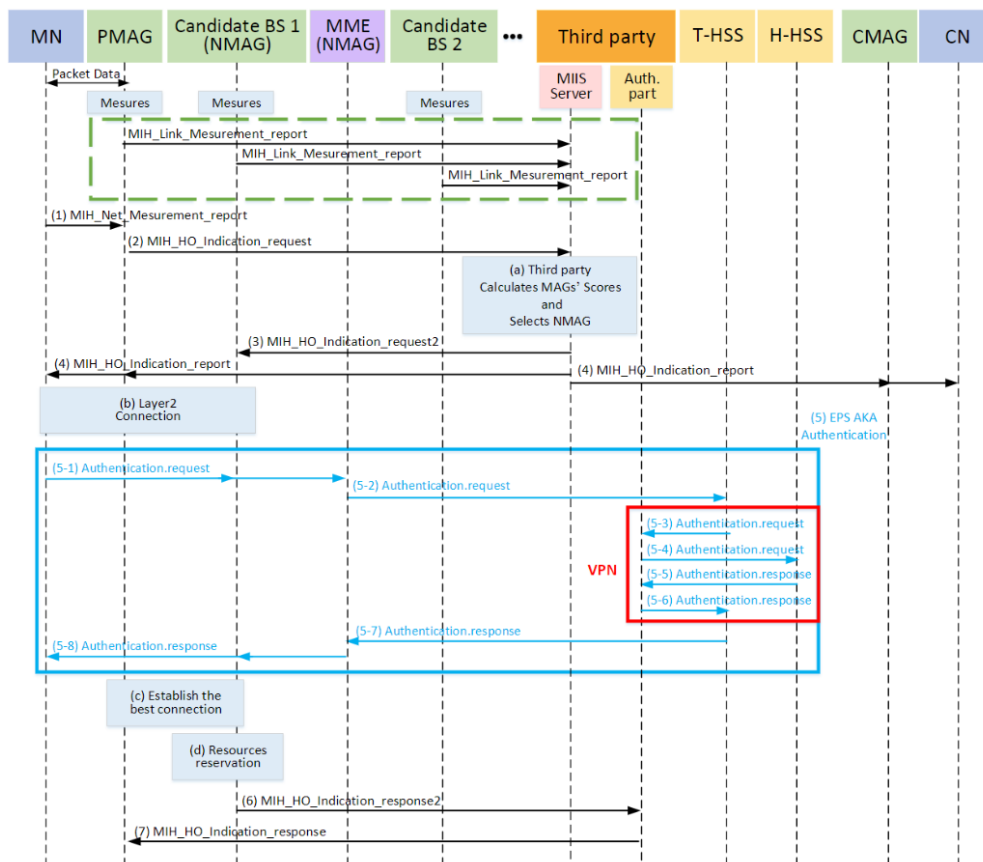 MN
PMAG
Candidate BS 1
(NMAG)
MME
(NMAG)
Candidate
BS 2
•••
Third party
T-HSS
H-HSS
CMAG
CN
Packet Data
MIIS
Server
Auth.
part
Mesures
Mesures
Mesures
MIH_Link_Mesurement_report
MIH_Link_Mesurement_report
MIH_Link_Mesurement_report
(1) MIH_Net_Mesurement_report
(2) MIH_HO_Indication_request
(a) Third party
Calculates MAGs’ Scores
and
Selects NMAG
(3) MIH_HO_Indication_request2
(4) MIH_HO_Indication_report
(4) MIH_HO_Indication_report
(b) Layer2
Connection
(5) EPS AKA
Authentication
(5-1) Authentication.request
(5-2) Authentication.request
(5-3) Authentication.request
(5-4) Authentication.request
VPN
(5-5) Authentication.response
(5-6) Authentication.response
(5-7) Authentication.response
(5-8) Authentication.response
(c) Establish the
best connection
(d) Resources
reservation
(6) MIH_HO_Indication_response2
(7) MIH_HO_Indication_response